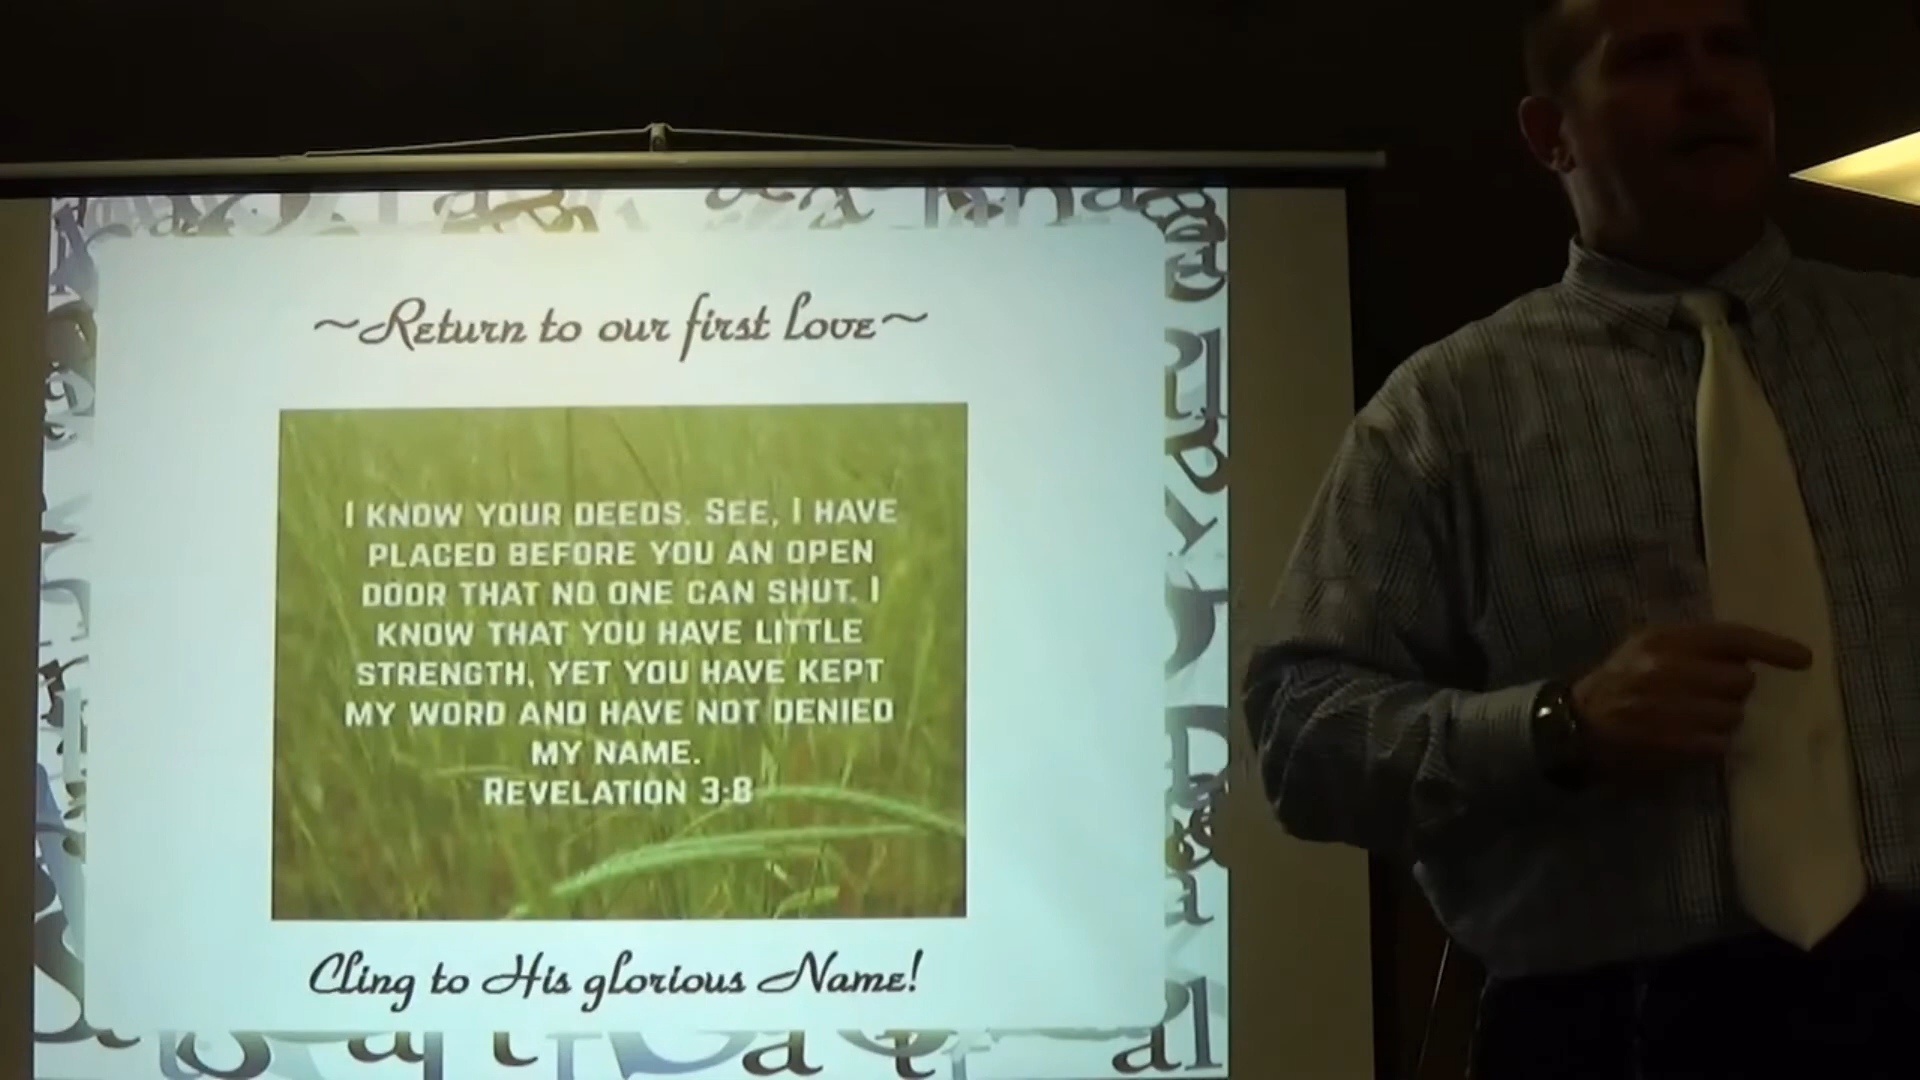 ~Return to our first Love~
I KNOW YOUR DEEDS. SEE, I HAVE
PLACED BEFORE YOU AN OPEN
DOOR THAT NO ONE CAN SHUT. I
KNOW THAT YOU HAVE LITTLE
STRENGTH, YET YOU HAVE KEPT
MY WORD AND HAVE NOT DENIED
MY NAME.
REVELATION 3:8
Cling to His glorious Name!